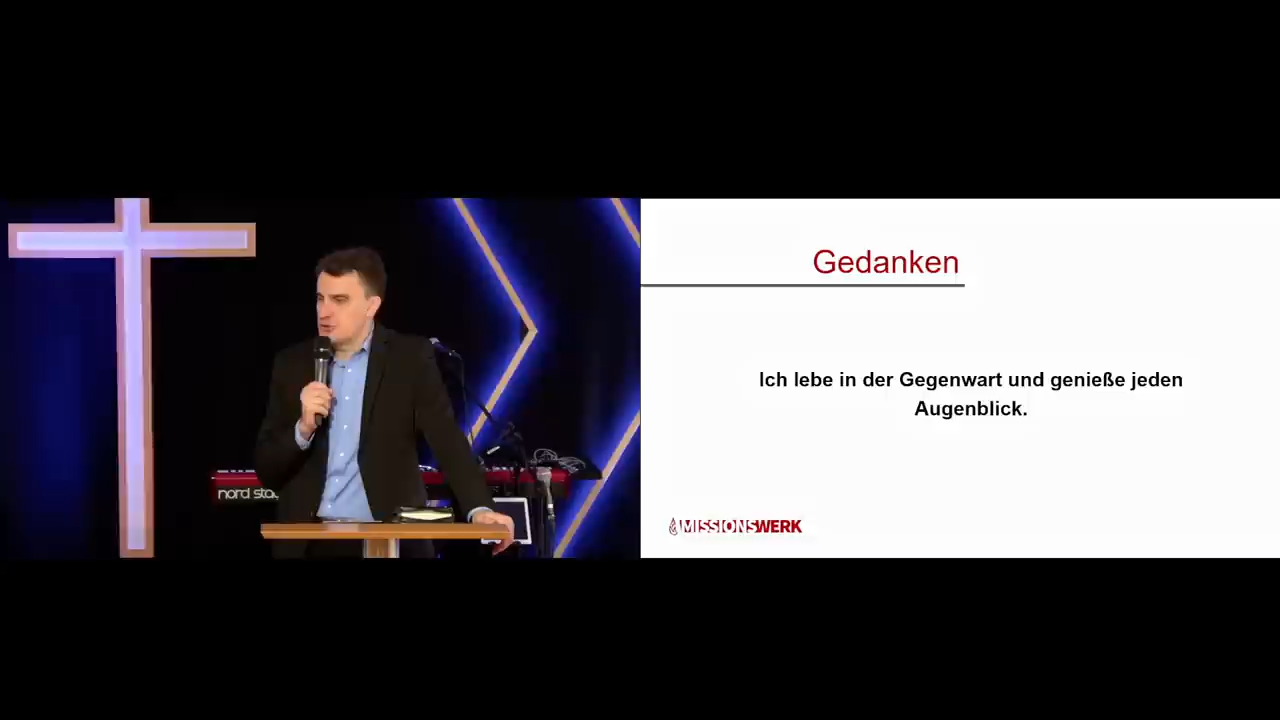 nord sta
Gedanken
Ich lebe in der Gegenwart und genieße jeden
Augenblick.
MISSIONSWERK